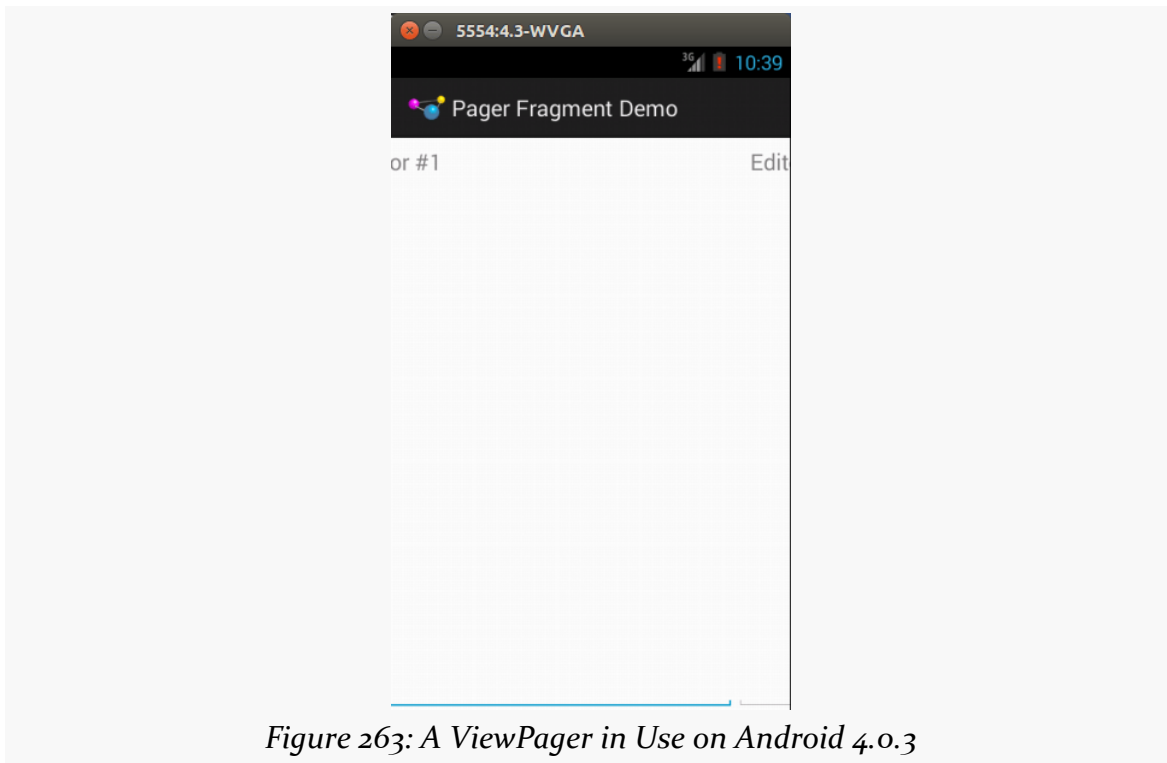 5554:4.3-WVGA
3G 10:39
Pager Fragment Demo
or #1 Edit
Figure 263: A ViewPager in Use on Android 4.0.3